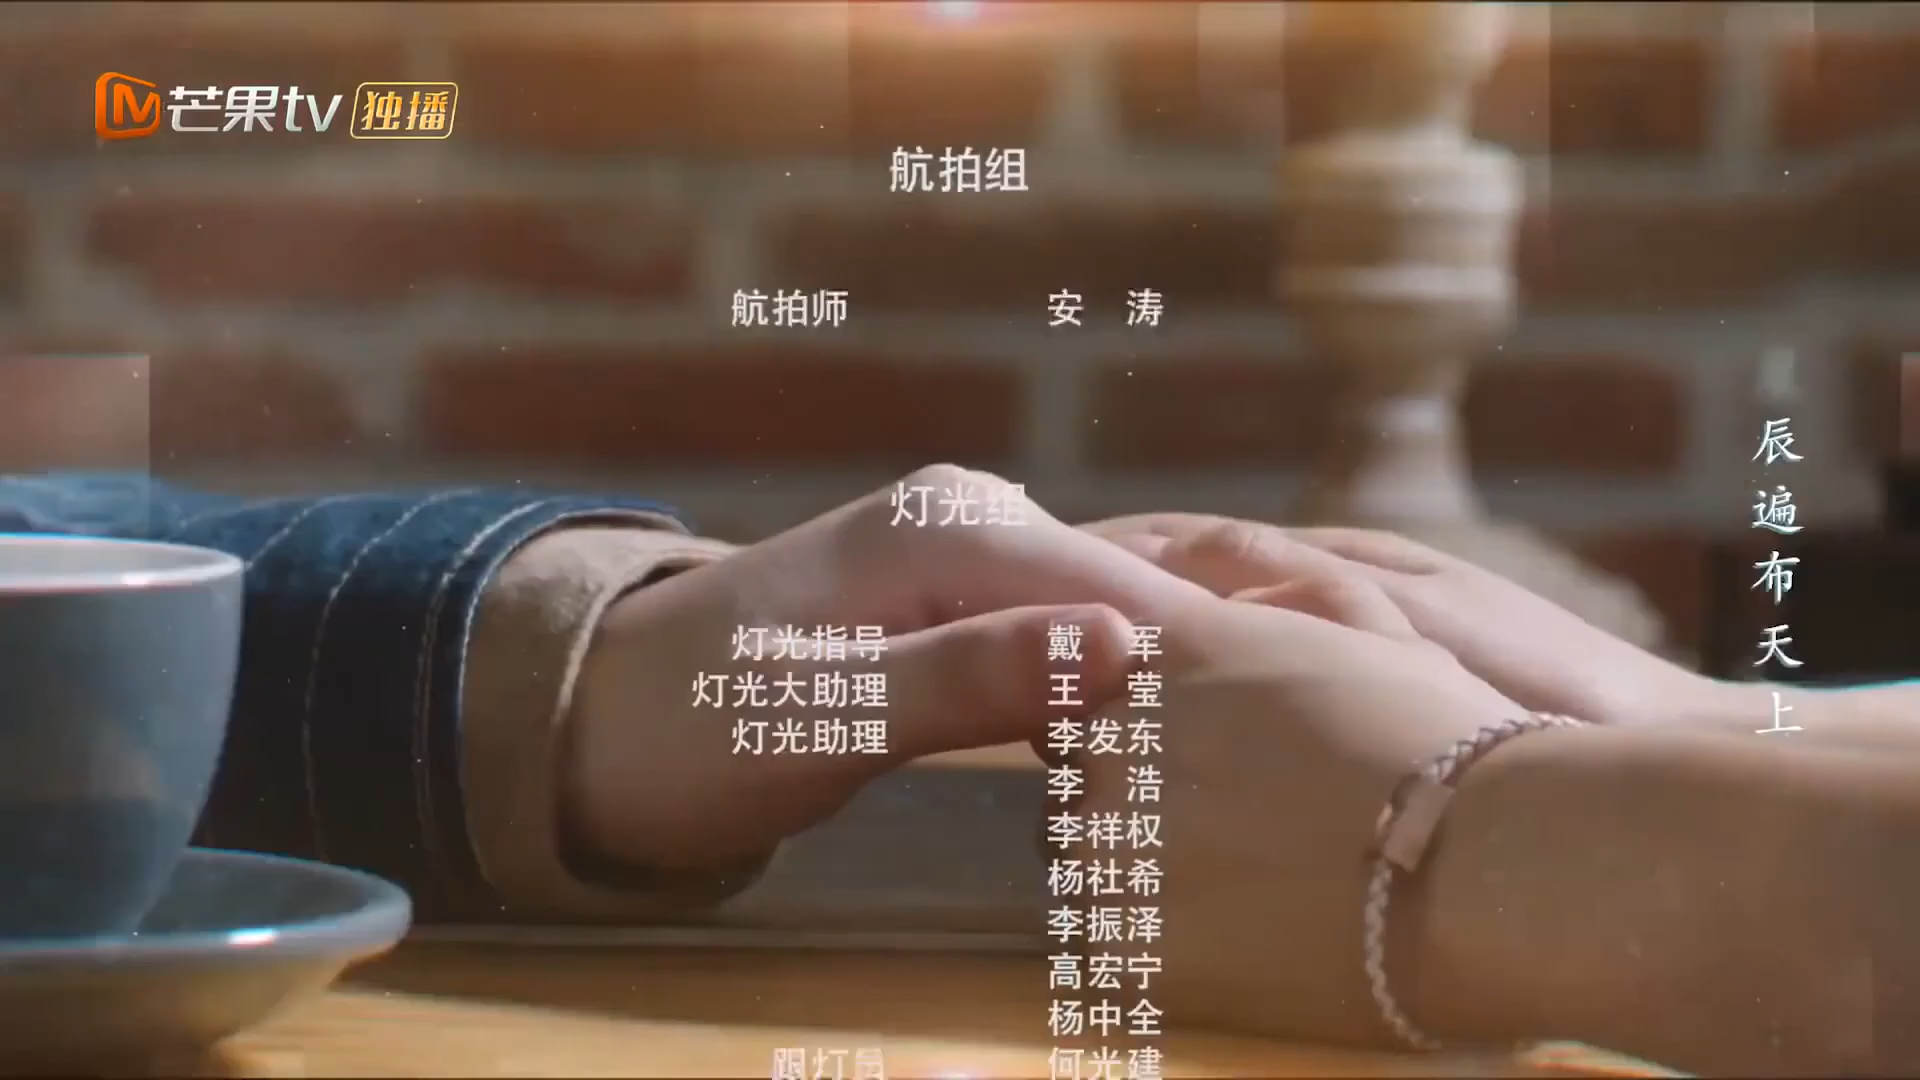 芒果tv 独播
航拍组
航拍师 安 涛
灯光组
灯光指导 戴 军
灯光大助理 王 莹
灯光助理 李发东
李 浩
李祥权
杨社希
李振泽
高宏宁
杨中全
跟灯员 何光建
辰遍布天上